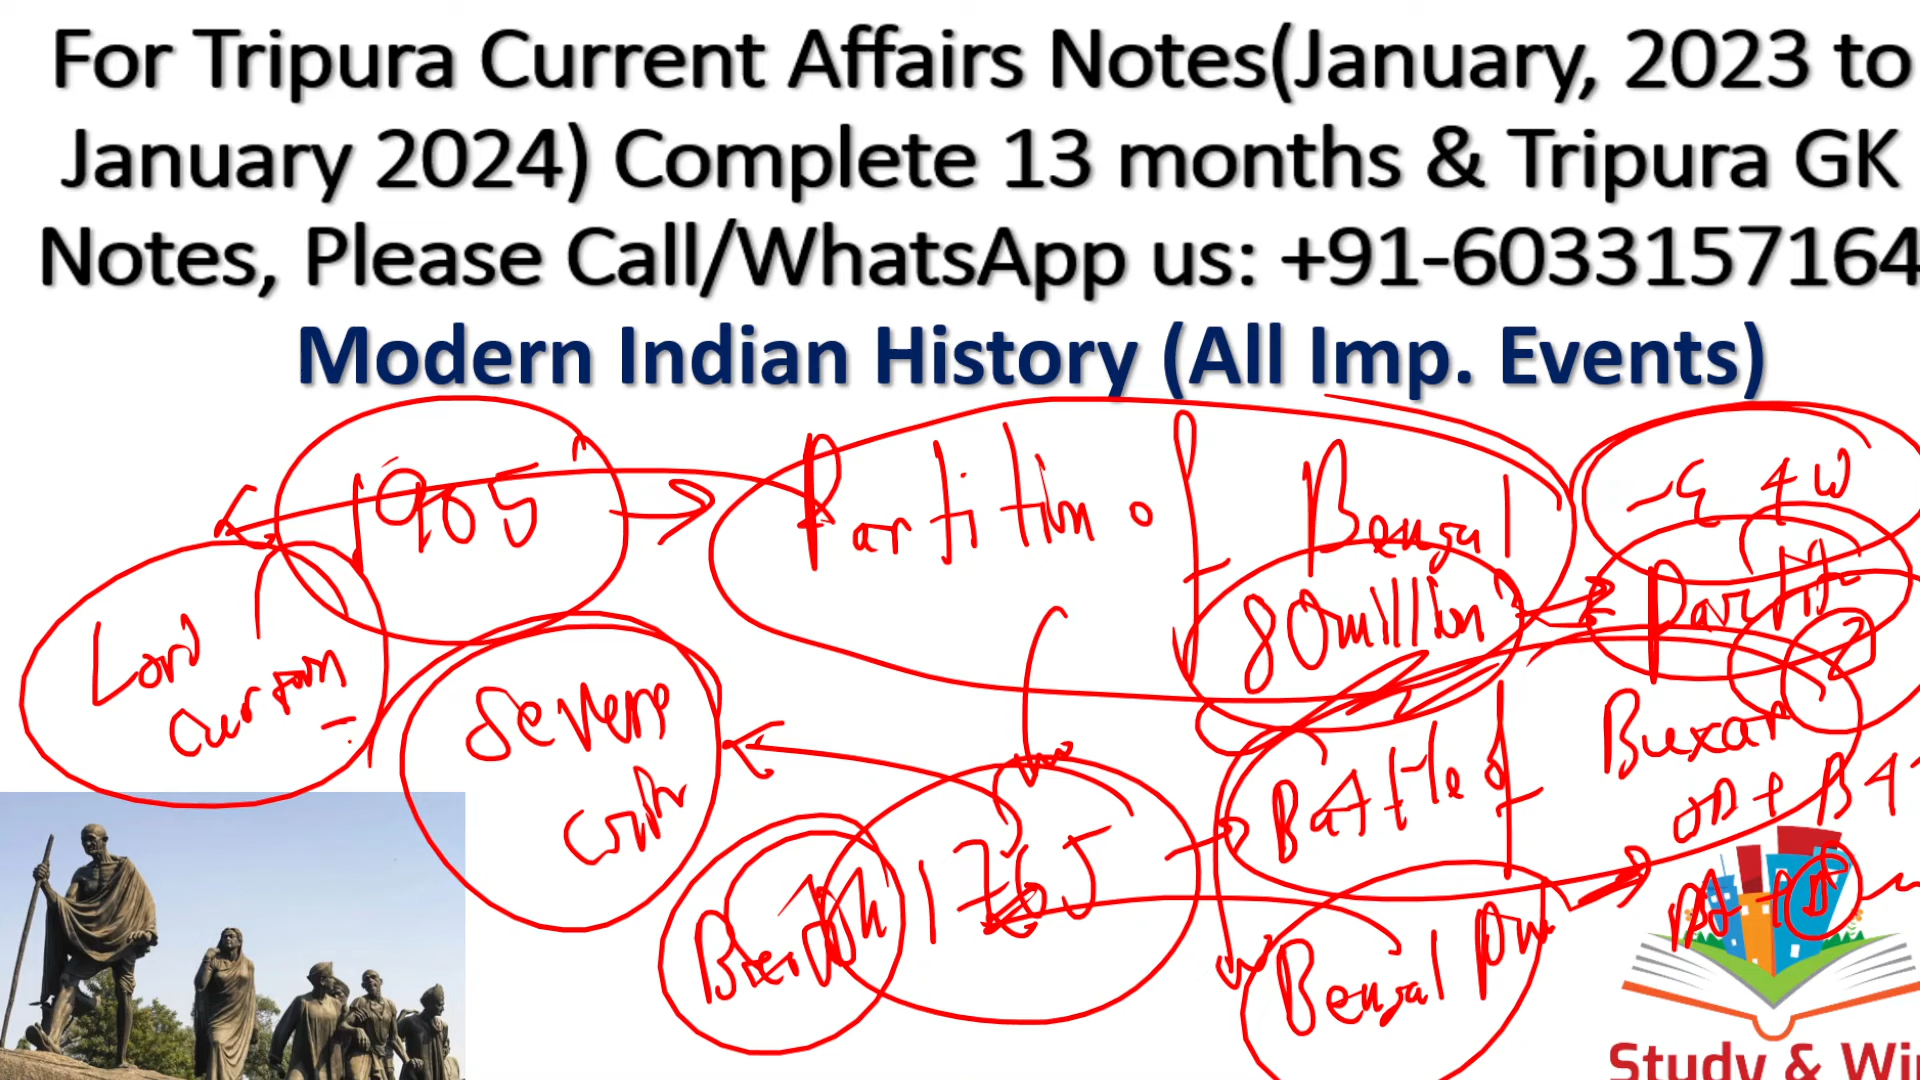 For Tripura Current Affairs Notes(January, 2023 to
January 2024) Complete 13 months & Tripura GK
Notes, Please Call/WhatsApp us: +91-6033157164
Modern Indian History (All Imp. Events)
1905
Partition of Bengal
E & W
80 million
Lord
Curzon
Severe
Battle of Buxar
1765
Bengal
Study & Wi